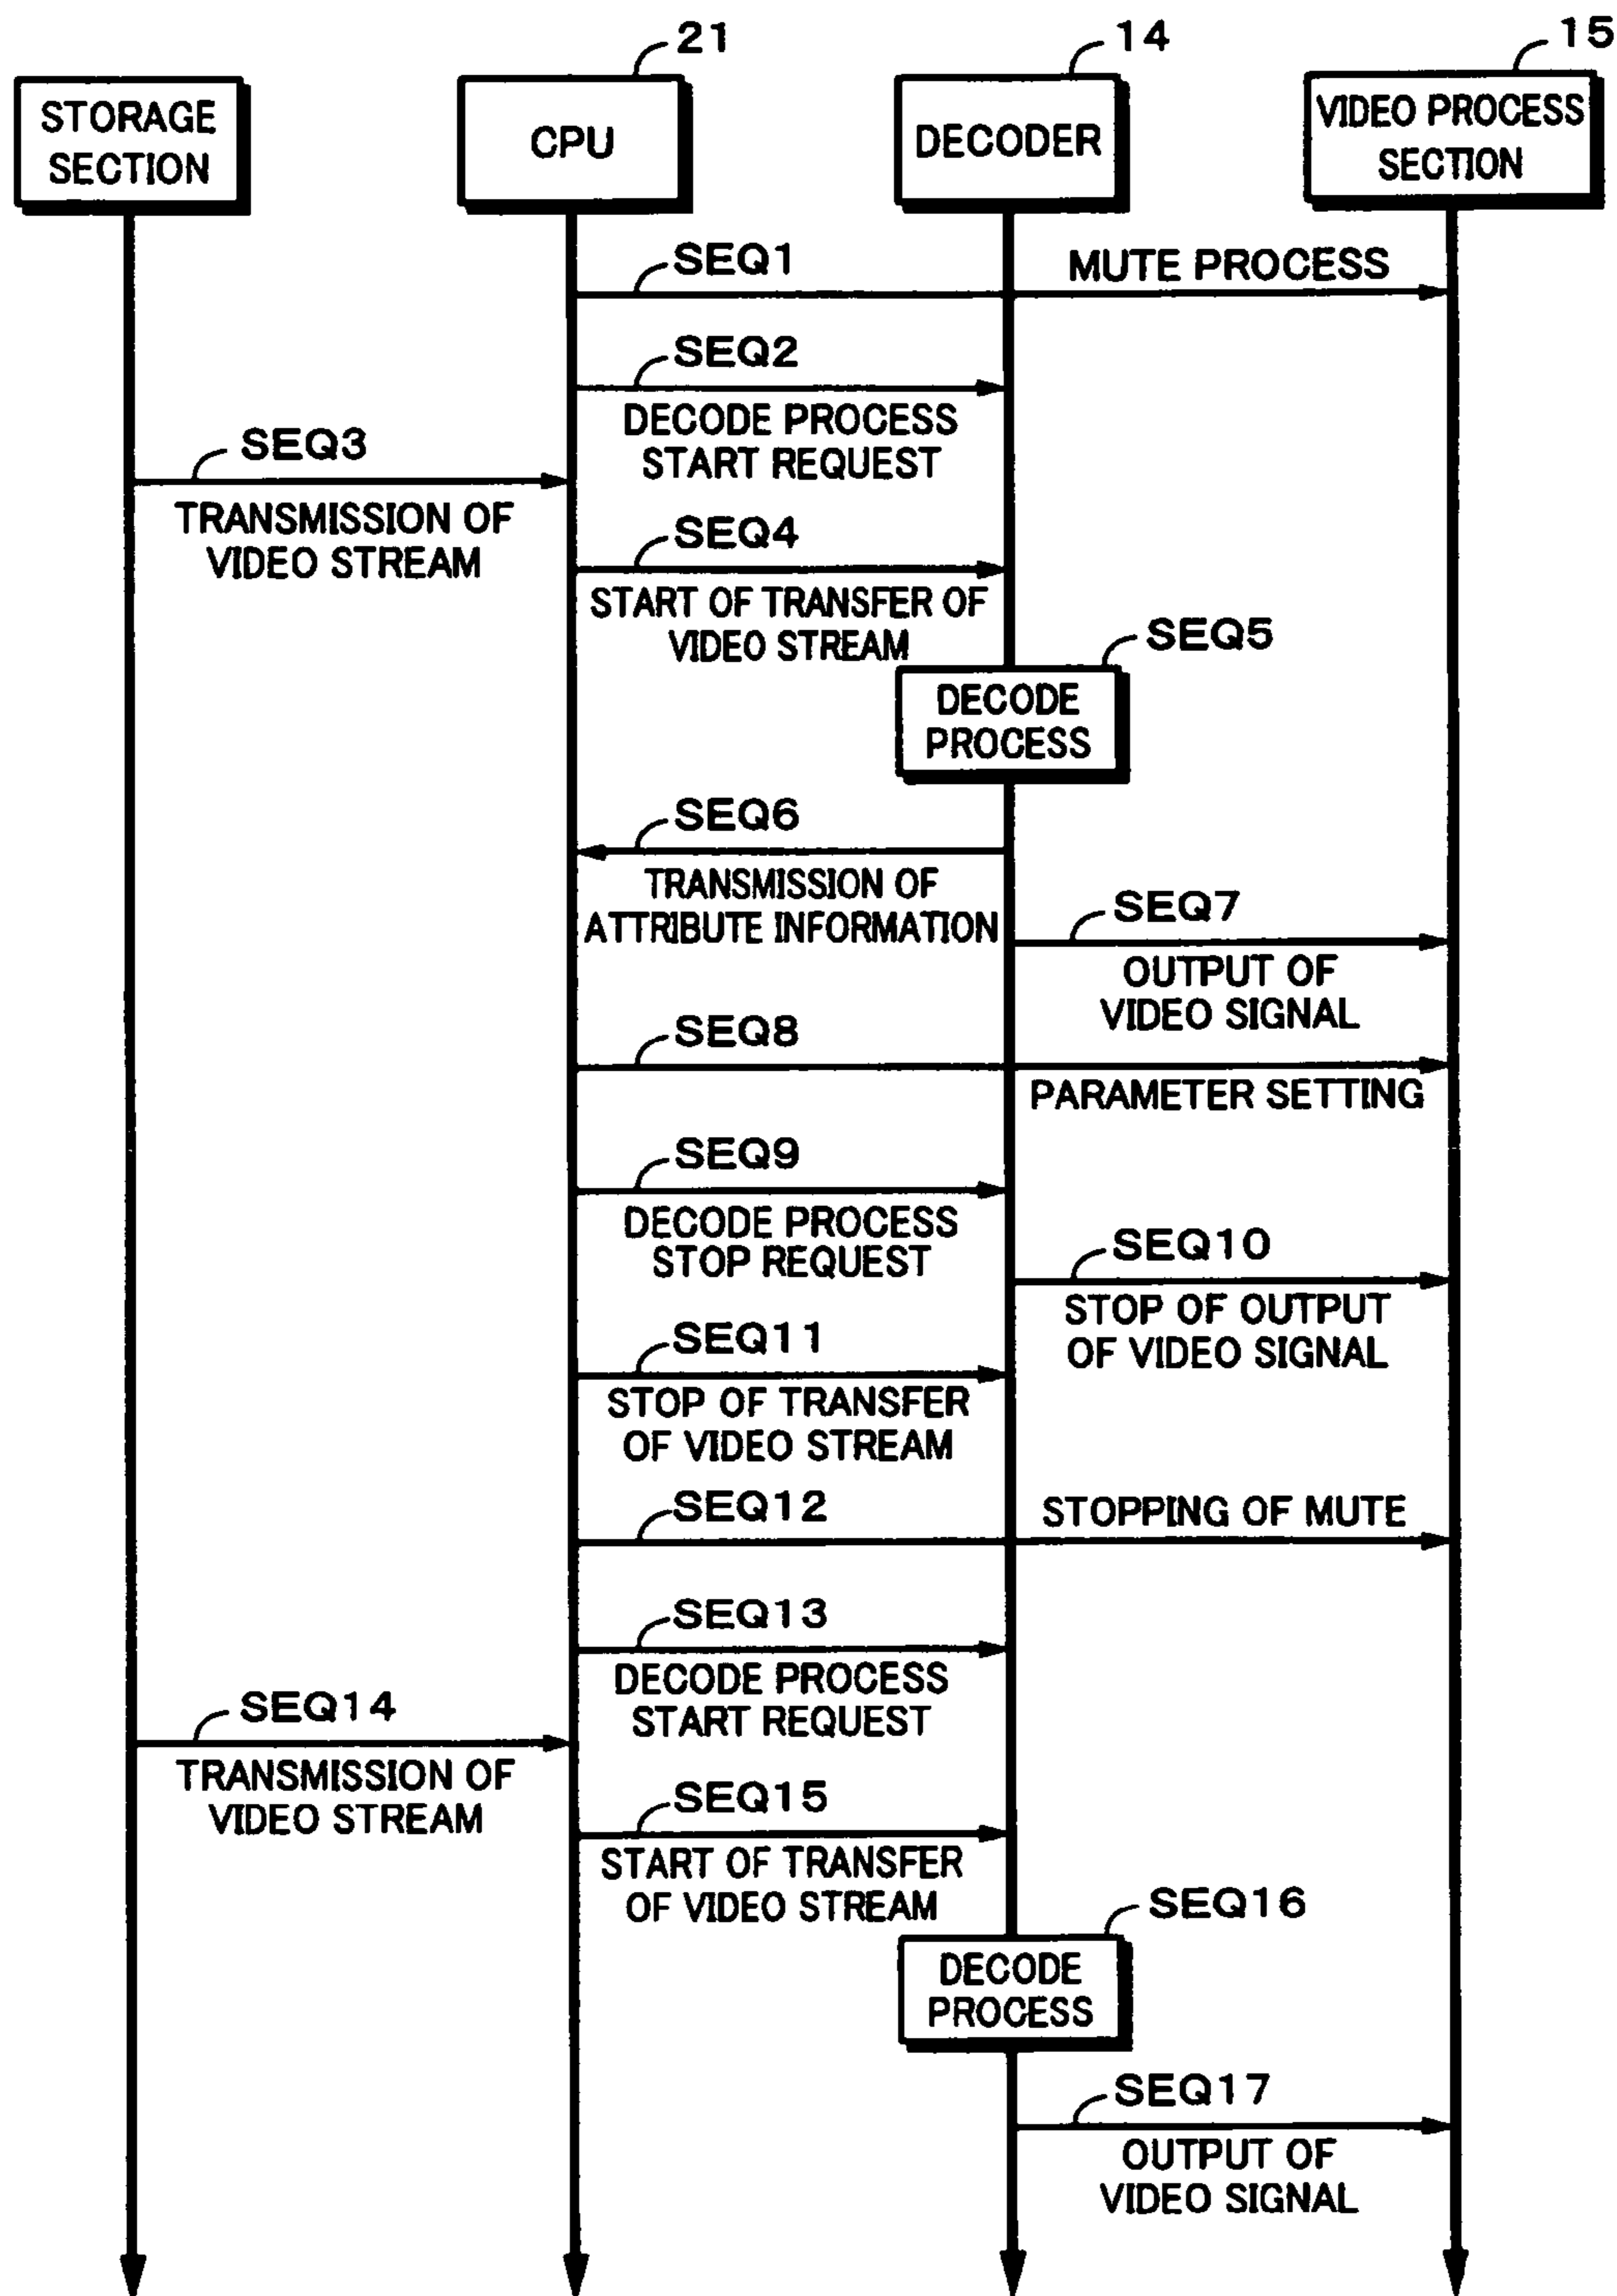 21
14
15
STORAGE
SECTION
CPU
DECODER
VIDEO PROCESS
SECTION
SEQ1
MUTE PROCESS
SEQ2
DECODE PROCESS
START REQUEST
SEQ3
TRANSMISSION OF
VIDEO STREAM
SEQ4
START OF TRANSFER OF
VIDEO STREAM
SEQ5
DECODE
PROCESS
SEQ6
TRANSMISSION OF
ATTRIBUTE INFORMATION
SEQ7
OUTPUT OF
VIDEO SIGNAL
SEQ8
PARAMETER SETTING
SEQ9
DECODE PROCESS
STOP REQUEST
SEQ10
STOP OF OUTPUT
OF VIDEO SIGNAL
SEQ11
STOP OF TRANSFER
OF VIDEO STREAM
SEQ12
STOPPING OF MUTE
SEQ13
DECODE PROCESS
START REQUEST
SEQ14
TRANSMISSION OF
VIDEO STREAM
SEQ15
START OF TRANSFER
OF VIDEO STREAM
SEQ16
DECODE
PROCESS
SEQ17
OUTPUT OF
VIDEO SIGNAL